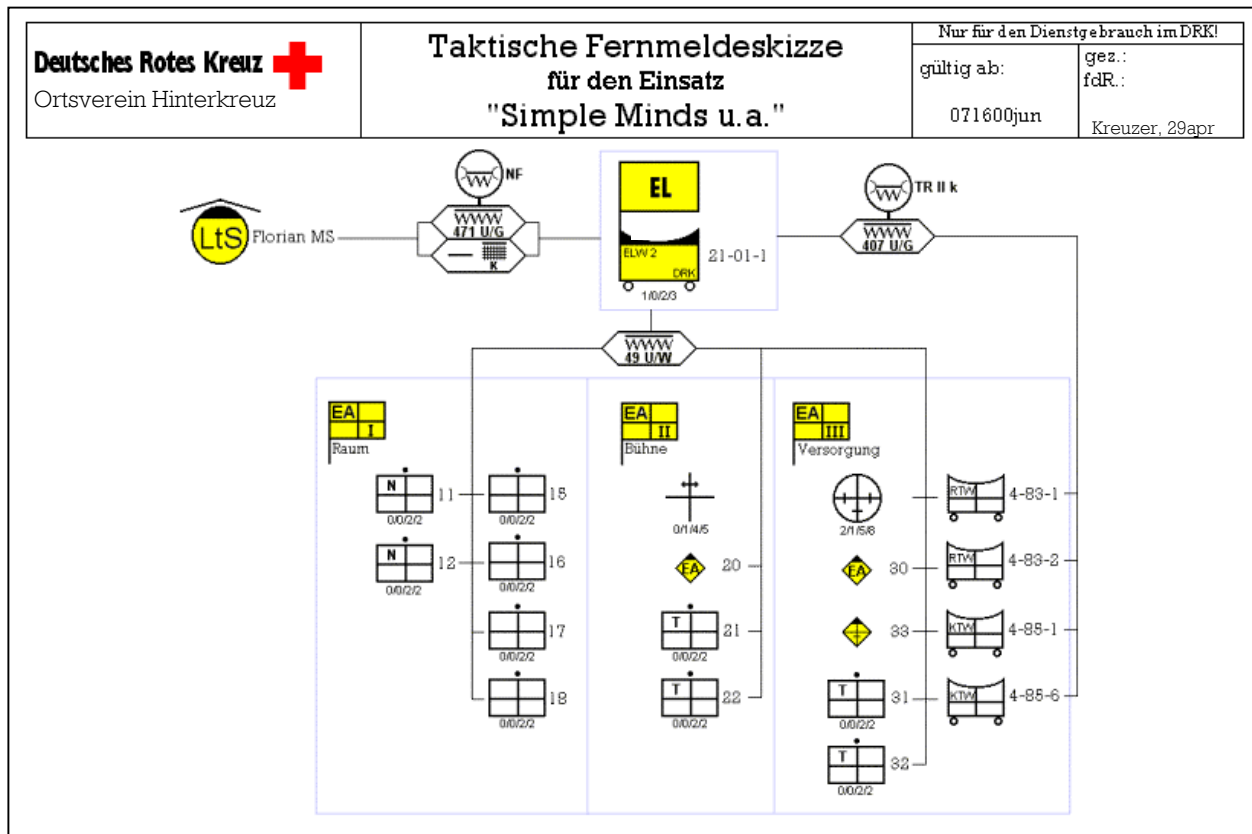 Deutsches Rotes Kreuz
Ortsverein Hinterkreuz
Taktische Fernmeldeskizze
für den Einsatz
"Simple Minds u.a."
Nur für den Dienstgebrauch im DRK!
gültig ab:
071600jun
gez.:
fdR.:
Kreuzer, 29apr
LtS
Florian MS
NF
471 U/G
K
EL
ELW 2
DRK
21-01-1
1/0/2/3
TR II k
407 U/G
49 U/W
EA
I
Raum
N
11
0/0/2/2
N
12
0/0/2/2
15
0/0/2/2
16
0/0/2/2
17
0/0/2/2
18
0/0/2/2
EA
II
Bühne
0/1/4/5
EA
20
T
21
0/0/2/2
T
22
0/0/2/2
EA
III
Versorgung
2/1/5/8
EA
30
33
T
31
0/0/2/2
T
32
0/0/2/2
RTW
4-83-1
RTW
4-83-2
KTW
4-85-1
KTW
4-85-6